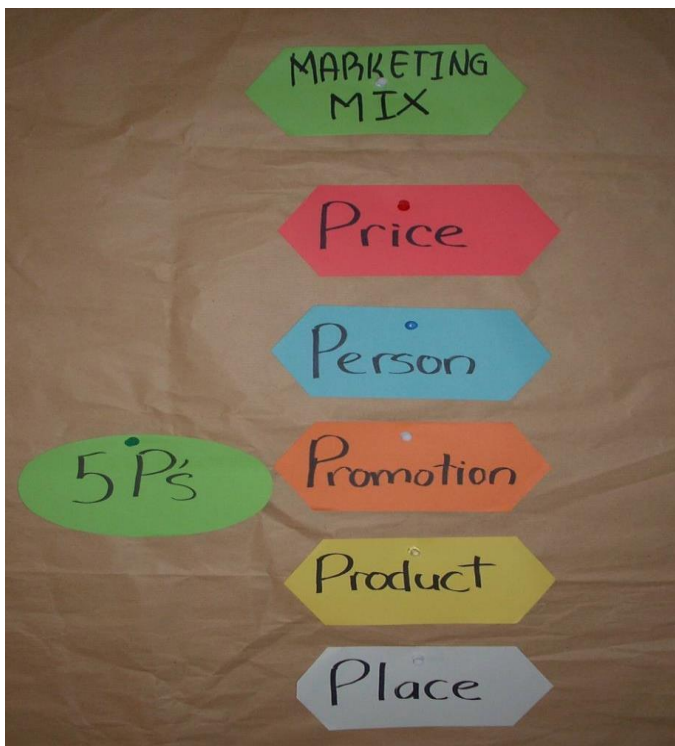 MARKETING
MIX
Price
Person
5 P's
Promotion
Product
Place